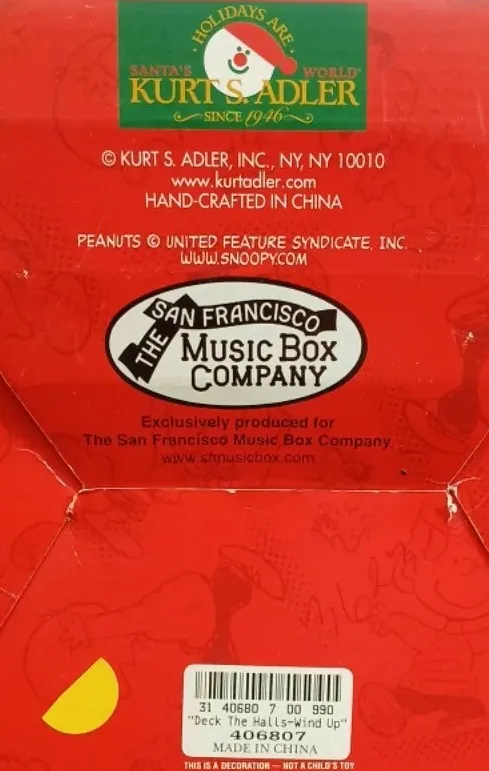 HOLIDAYS ARE
SANTA'S WORLD®
KURT S. ADLER
SINCE 1946
© KURT S. ADLER, INC., NY, NY 10010
www.kurtadler.com
HAND-CRAFTED IN CHINA
PEANUTS © UNITED FEATURE SYNDICATE, INC.
WWW.SNOOPY.COM
THE SAN FRANCISCO
MUSIC BOX
COMPANY
Exclusively produced for
The San Francisco Music Box Company
www.sfmusicbox.com
31 40680 7 00 990
"Deck The Halls-Wind Up"
406807
MADE IN CHINA
THIS IS A DECORATION — NOT A CHILD'S TOY